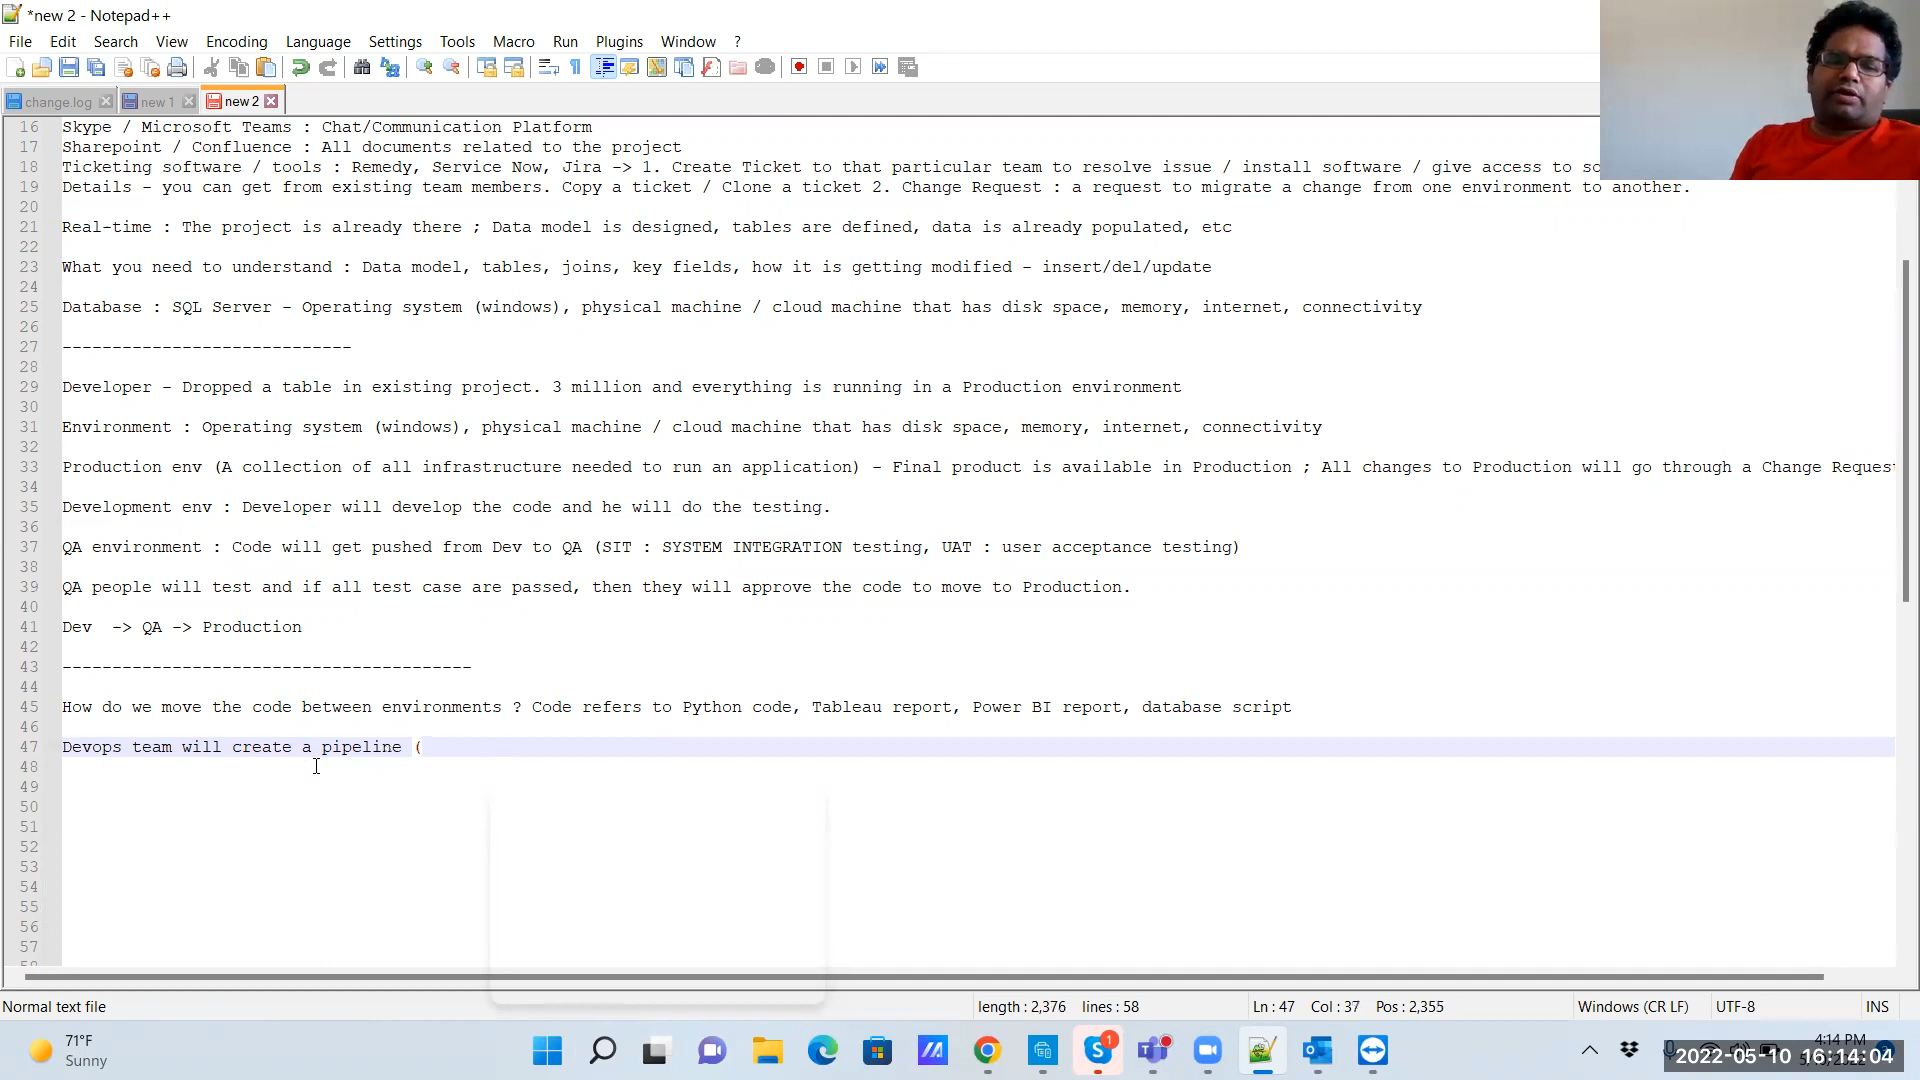 *new 2 - Notepad++
File Edit Search View Encoding Language Settings Tools Macro Run Plugins Window ?
change.log new 1 new 2
16 Skype / Microsoft Teams : Chat/Communication Platform
17 Sharepoint / Confluence : All documents related to the project
18 Ticketing software / tools : Remedy, Service Now, Jira -> 1. Create Ticket to that particular team to resolve issue / install software / give access to so
19 Details - you can get from existing team members. Copy a ticket / Clone a ticket 2. Change Request : a request to migrate a change from one environment to another.
20
21 Real-time : The project is already there ; Data model is designed, tables are defined, data is already populated, etc
22
23 What you need to understand : Data model, tables, joins, key fields, how it is getting modified - insert/del/update
24
25 Database : SQL Server - Operating system (windows), physical machine / cloud machine that has disk space, memory, internet, connectivity
26
27 -----------------------------
28
29 Developer - Dropped a table in existing project. 3 million and everything is running in a Production environment
30
31 Environment : Operating system (windows), physical machine / cloud machine that has disk space, memory, internet, connectivity
32
33 Production env (A collection of all infrastructure needed to run an application) - Final product is available in Production ; All changes to Production will go through a Change Request
34
35 Development env : Developer will develop the code and he will do the testing.
36
37 QA environment : Code will get pushed from Dev to QA (SIT : SYSTEM INTEGRATION testing, UAT : user acceptance testing)
38
39 QA people will test and if all test case are passed, then they will approve the code to move to Production.
40
41 Dev  -> QA -> Production
42
43 -----------------------------------------
44
45 How do we move the code between environments ? Code refers to Python code, Tableau report, Power BI report, database script
46
47 Devops team will create a pipeline (
48
49
50
51
52
53
54
55
56
57
58
Normal text file length : 2,376 lines : 58 Ln : 47 Col : 37 Pos : 2,355 Windows (CR LF) UTF-8 INS
71°F
Sunny
1
4:14 PM
2022-05-10 16:14:04